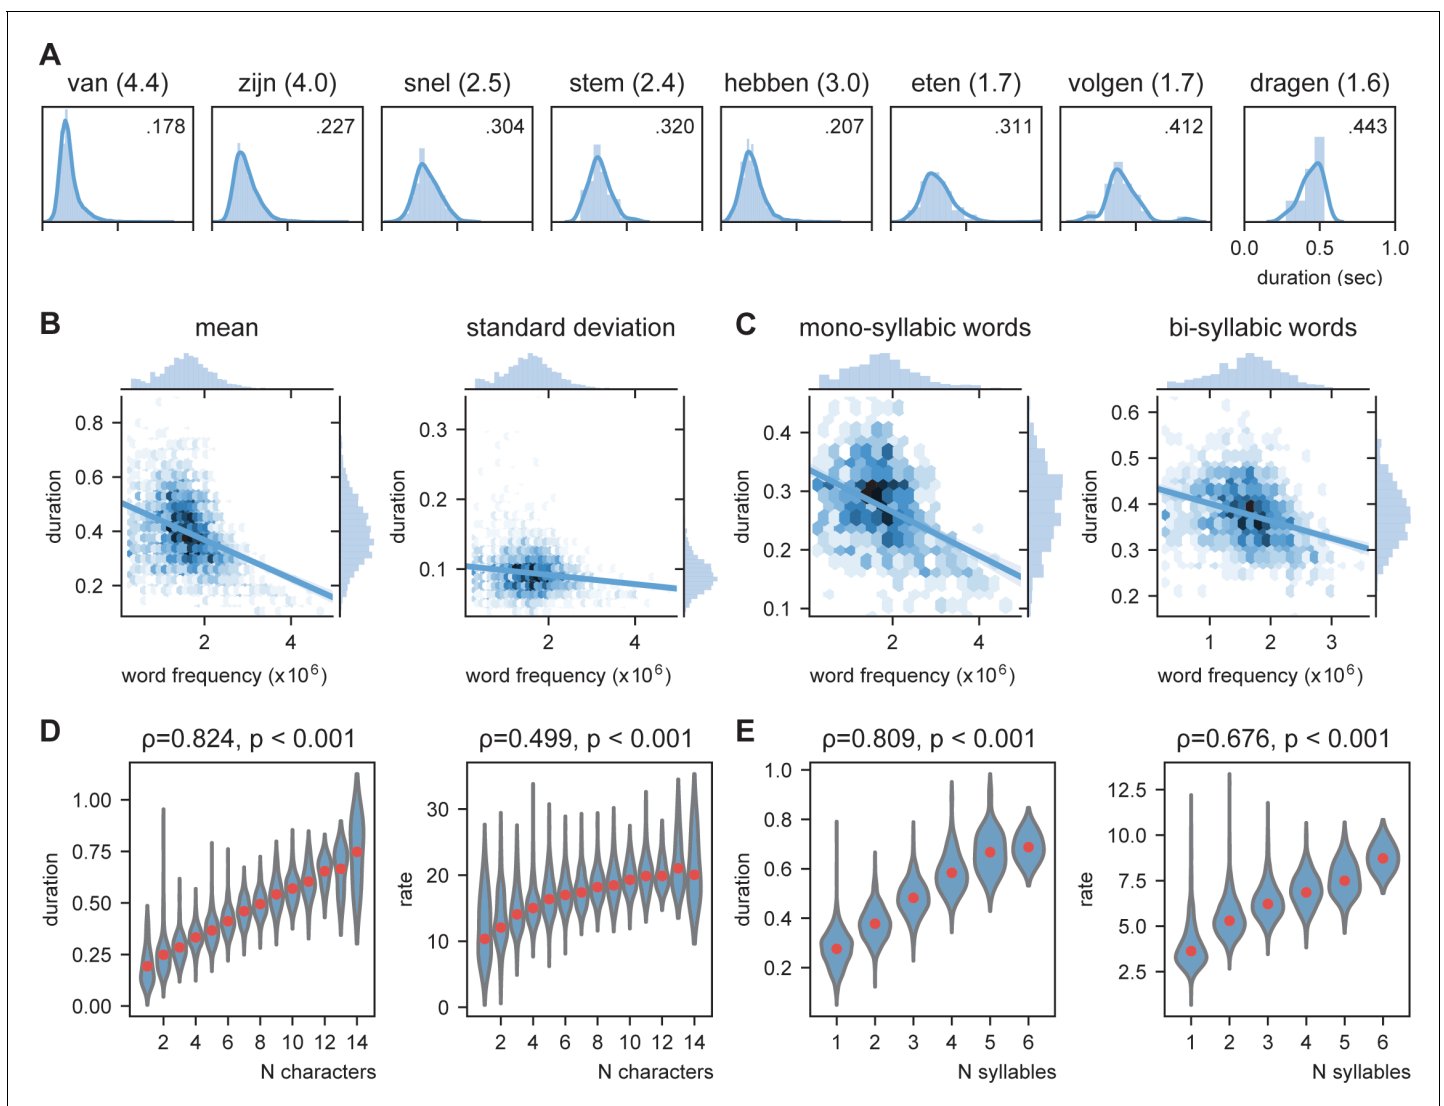 A
van (4.4) zijn (4.0) snel (2.5) stem (2.4) hebben (3.0) eten (1.7) volgen (1.7) dragen (1.6)
.178 .227 .304 .320 .207 .311 .412 .443
0.0 0.5 1.0
duration (sec)
B
mean
standard deviation
C
mono-syllabic words
bi-syllabic words
0.8
0.6
0.4
0.2
duration
2 4
word frequency (x10⁶)
0.3
0.2
0.1
duration
2 4
word frequency (x10⁶)
0.4
0.3
0.2
0.1
duration
2 4
word frequency (x10⁶)
0.6
0.5
0.4
0.3
0.2
duration
1 2 3
word frequency (x10⁶)
D
ρ=0.824, p < 0.001
1.00
0.75
0.50
0.25
0.00
duration
2 4 6 8 10 12 14
N characters
ρ=0.499, p < 0.001
30
20
10
0
rate
2 4 6 8 10 12 14
N characters
E
ρ=0.809, p < 0.001
1.0
0.8
0.6
0.4
0.2
duration
1 2 3 4 5 6
N syllables
ρ=0.676, p < 0.001
12.5
10.0
7.5
5.0
2.5
rate
1 2 3 4 5 6
N syllables